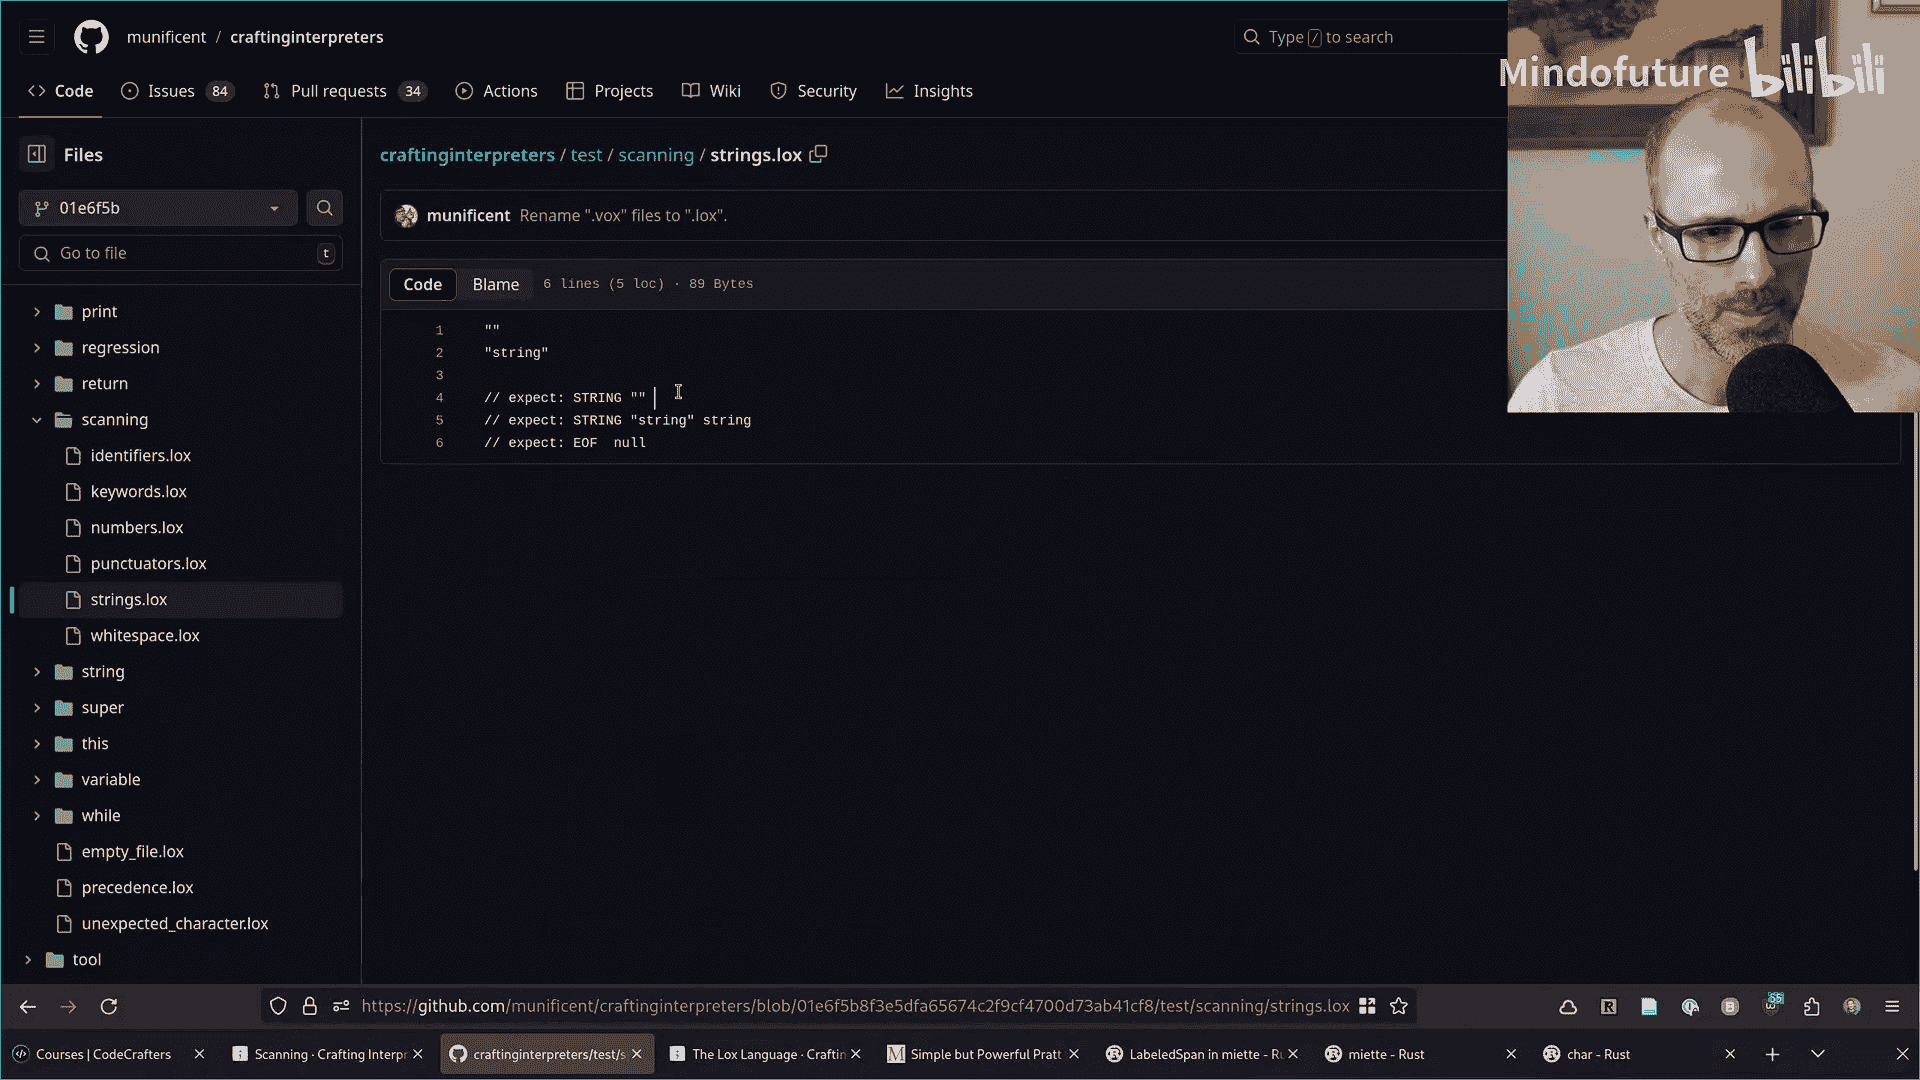 munificent / craftinginterpreters
Type / to search
Mindofuture bilibili
Code
Issues 84
Pull requests 34
Actions
Projects
Wiki
Security
Insights
Files
01e6f5b
Go to file t
print
regression
return
scanning
identifiers.lox
keywords.lox
numbers.lox
punctuators.lox
strings.lox
whitespace.lox
string
super
this
variable
while
empty_file.lox
precedence.lox
unexpected_character.lox
tool
craftinginterpreters / test / scanning / strings.lox
munificent Rename ".vox" files to ".lox".
Code Blame 6 lines (5 loc) · 89 Bytes
1 ""
2 "string"
3
4 // expect: STRING ""
5 // expect: STRING "string" string
6 // expect: EOF  null
https://github.com/munificent/craftinginterpreters/blob/01e6f5b8f3e5dfa65674c2f9cf4700d73ab41cf8/test/scanning/strings.lox
55
Courses | CodeCrafters
Scanning · Crafting Interpr
craftinginterpreters/test/s
The Lox Language · Craftin
Simple but Powerful Pratt
LabeledSpan in miette - Ru
miette - Rust
char - Rust